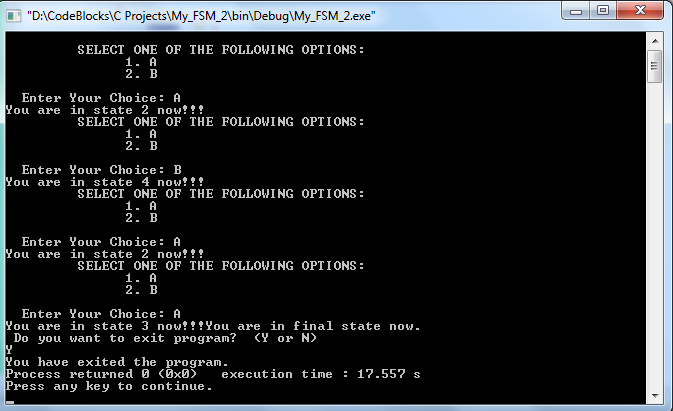 "D:\CodeBlocks\C Projects\My_FSM_2\bin\Debug\My_FSM_2.exe"
SELECT ONE OF THE FOLLOWING OPTIONS:
1. A
2. B
Enter Your Choice: A
You are in state 2 now!!!
SELECT ONE OF THE FOLLOWING OPTIONS:
1. A
2. B
Enter Your Choice: B
You are in state 4 now!!!
SELECT ONE OF THE FOLLOWING OPTIONS:
1. A
2. B
Enter Your Choice: A
You are in state 2 now!!!
SELECT ONE OF THE FOLLOWING OPTIONS:
1. A
2. B
Enter Your Choice: A
You are in state 3 now!!!You are in final state now.
Do you want to exit program?  (Y or N)
Y
You have exited the program.
Process returned 0 (0x0)   execution time : 17.557 s
Press any key to continue.